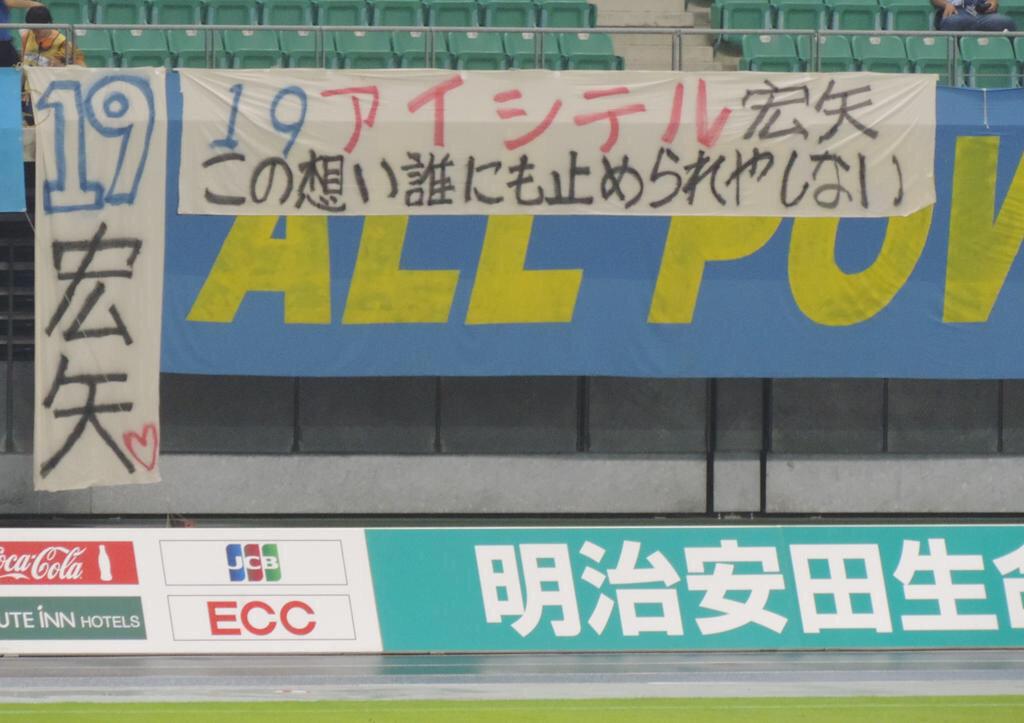 19
宏矢
19アイシテル宏矢
この想い誰にも止められやしない
ALL POW
Coca-Cola
UTE INN HOTELS
JCB
ECC
明治安田生命